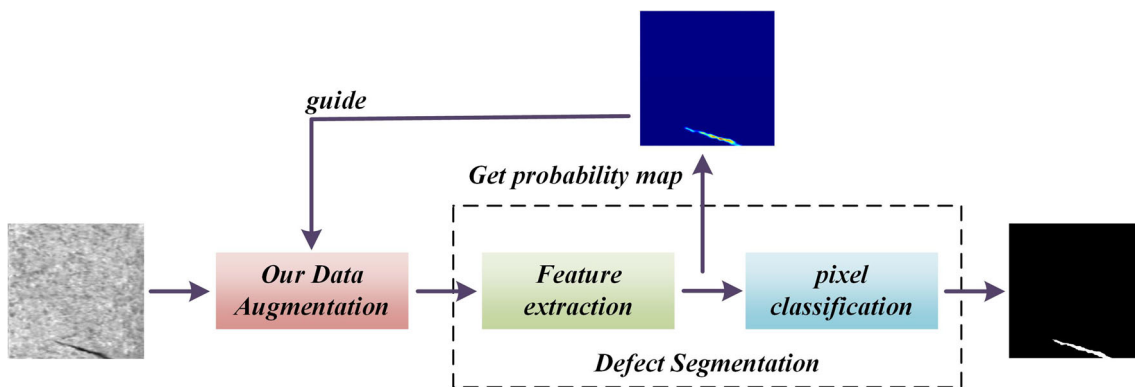 guide
Get probability map
Our Data
Augmentation
Feature
extraction
pixel
classification
Defect Segmentation